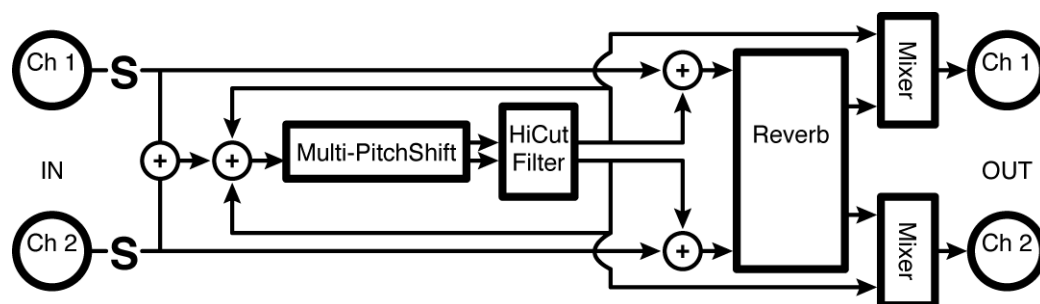 Ch 1
S
+
Mixer
Ch 1
+
+
Multi-PitchShift
HiCut
Filter
Reverb
IN
OUT
+
Ch 2
S
+
Mixer
Ch 2